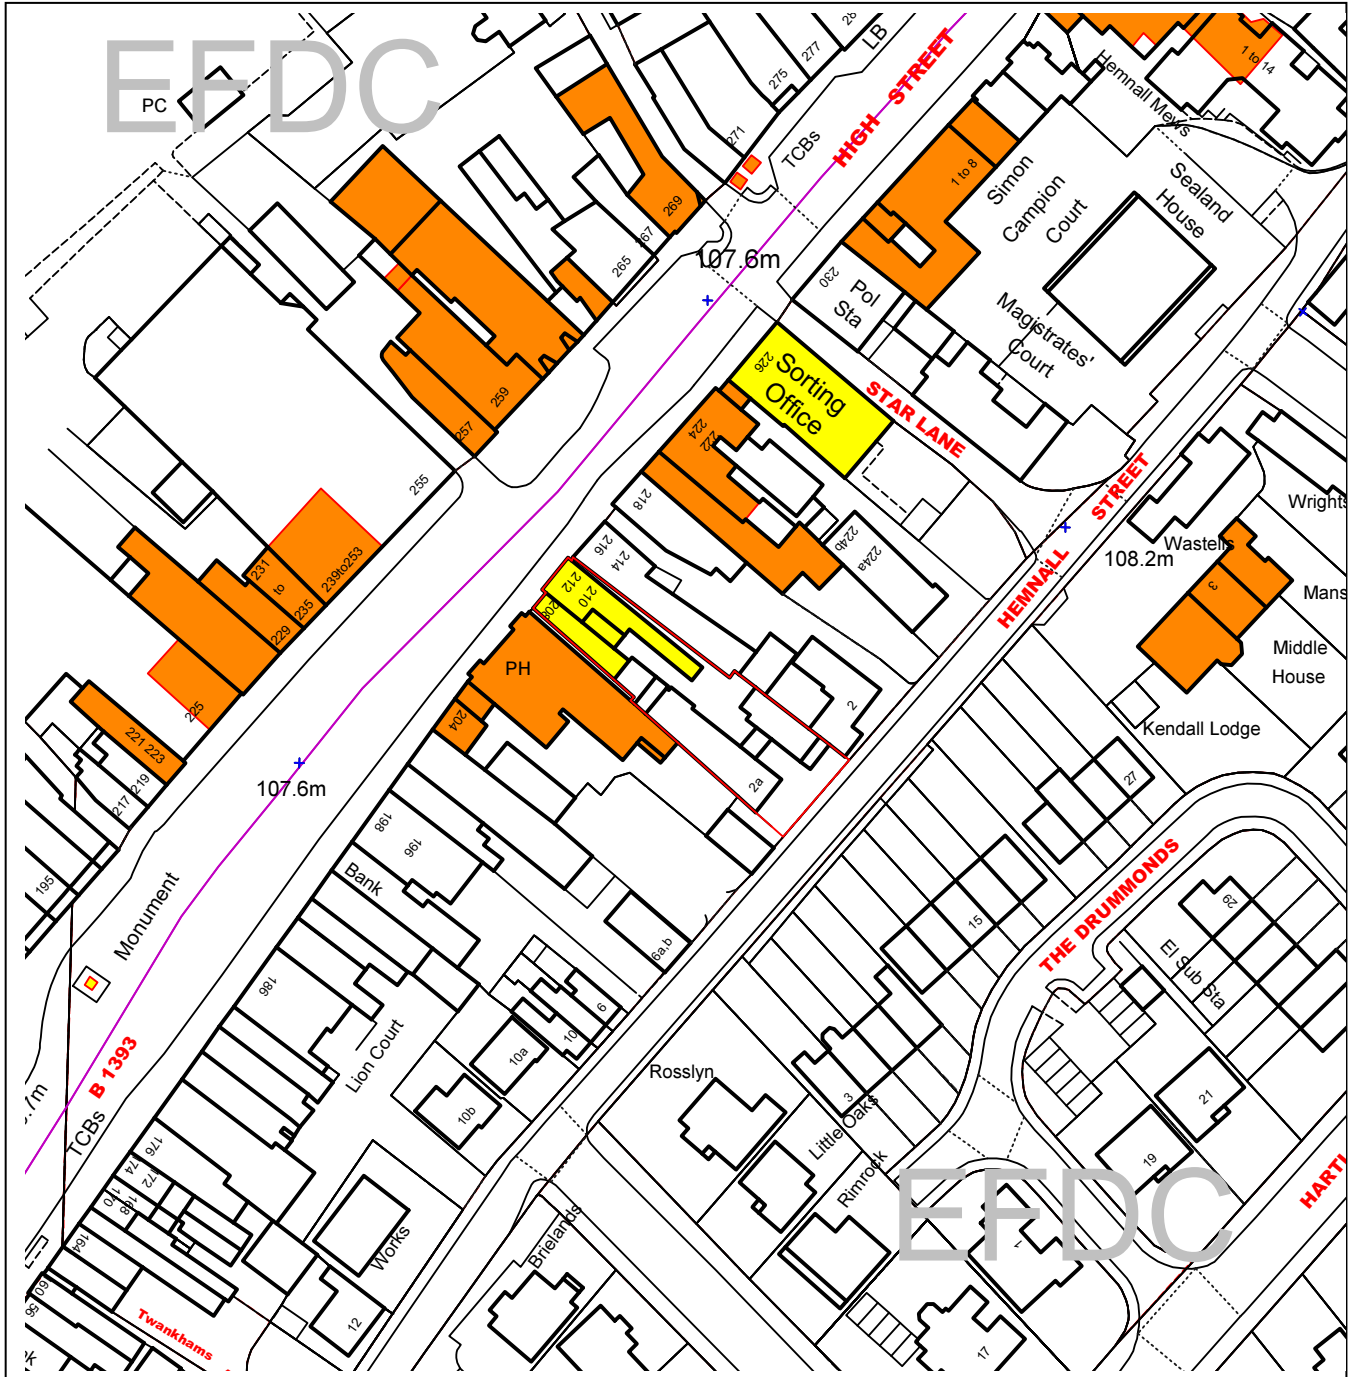 EFDC
PC
HIGH STREET
LB
277
275
271
TCBs
269
267
265
107.6m
Hemnall Mews
1 to 14
1 to 8
Simon
Campion
Court
Sealand
House
230
Pol
Sta
Magistrates'
Court
226
Sorting
Office
STAR LANE
259
257
255
224
222
218
216
214
224b
224a
HEMNALL STREET
108.2m
Wastells
3
Middle
House
Kendall Lodge
231
to
235
239to253
229
225
221 223
219
217
195
212
210
208
PH
204
2
2a
107.6m
198
196
Bank
Monument
186
Lion Court
6a,b
9
10
10a
10b
B 1393
TCBs
176
174
172
170
168
164
Works
12
Twankhams
27
15
THE DRUMMONDS
29
El Sub Sta
21
19
3
Little Oaks
Rimrock
Rosslyn
Brielands
EFDC
17